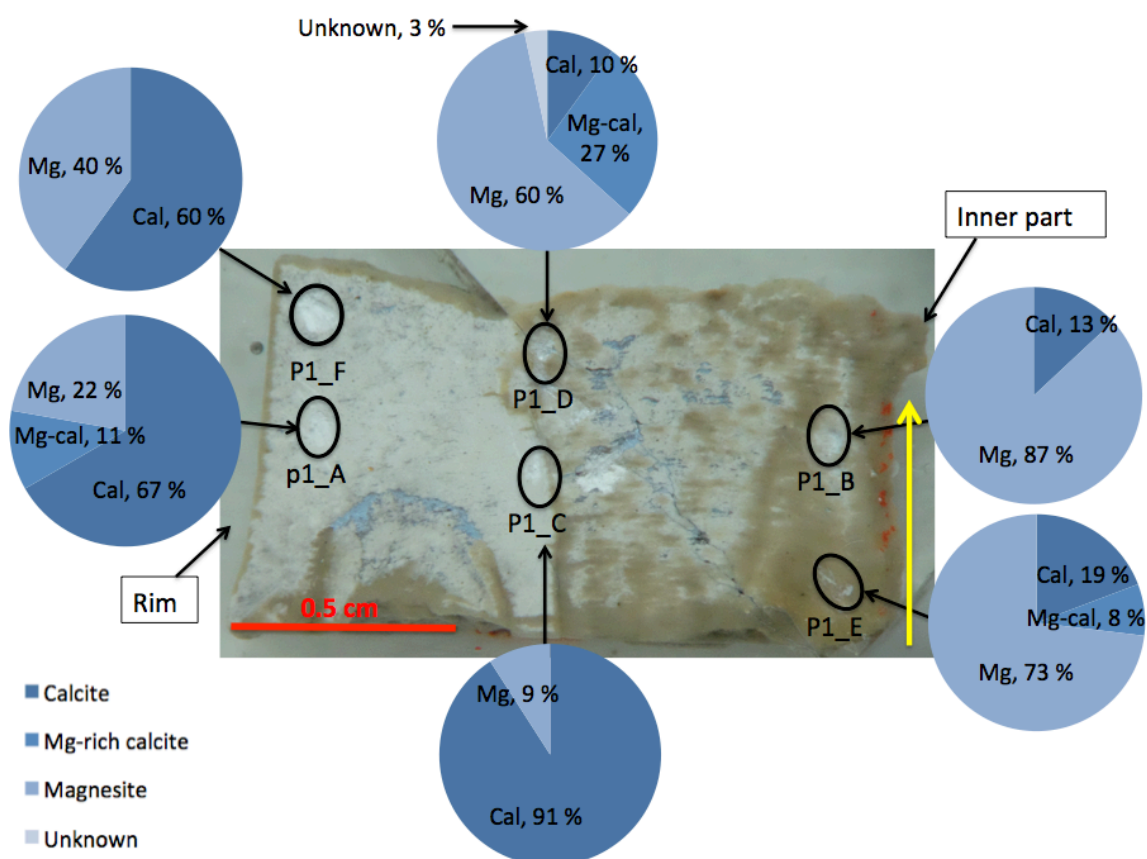 Unknown, 3 %
Cal, 10 %
Mg-cal,
27 %
Mg, 60 %
Mg, 40 %
Cal, 60 %
Inner part
P1_F
P1_D
Cal, 13 %
Mg, 87 %
Mg, 22 %
Mg-cal, 11 %
Cal, 67 %
p1_A
P1_B
P1_C
Rim
0.5 cm
P1_E
Cal, 19 %
Mg-cal, 8 %
Mg, 73 %
Mg, 9 %
Cal, 91 %
Calcite
Mg-rich calcite
Magnesite
Unknown